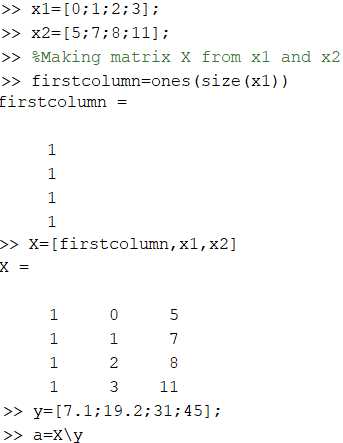 >> x1=[0;1;2;3];
>> x2=[5;7;8;11];
>> %Making matrix X from x1 and x2
>> firstcolumn=ones(size(x1))
firstcolumn =
1
1
1
1
>> X=[firstcolumn,x1,x2]
X =
1 0 5
1 1 7
1 2 8
1 3 11
>> y=[7.1;19.2;31;45];
>> a=X\y